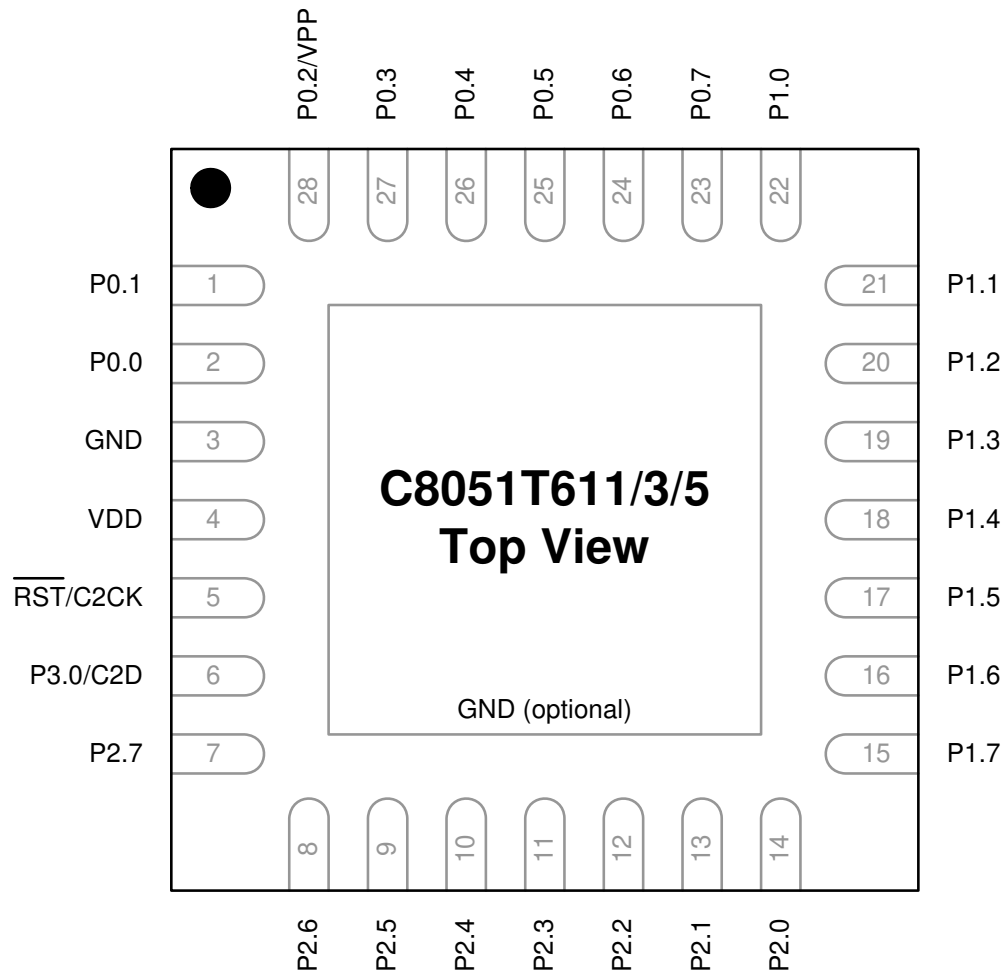 P0.2/VPP
P0.3
P0.4
P0.5
P0.6
P0.7
P1.0
28
27
26
25
24
23
22
P0.1 1
P0.0 2
GND 3
VDD 4
RST/C2CK 5
P3.0/C2D 6
P2.7 7
21 P1.1
20 P1.2
19 P1.3
18 P1.4
17 P1.5
16 P1.6
15 P1.7
C8051T611/3/5
Top View
GND (optional)
8
9
10
11
12
13
14
P2.6
P2.5
P2.4
P2.3
P2.2
P2.1
P2.0